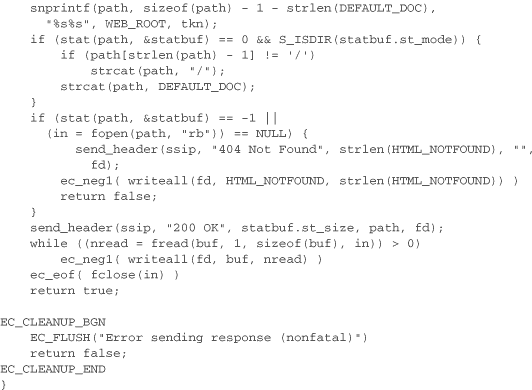 snprintf(path, sizeof(path) - 1 - strlen(DEFAULT_DOC),
"%s%s", WEB_ROOT, tkn);
if (stat(path, &statbuf) == 0 && S_ISDIR(statbuf.st_mode)) {
if (path[strlen(path) - 1] != '/')
strcat(path, "/");
strcat(path, DEFAULT_DOC);
}
if (stat(path, &statbuf) == -1 ||
(in = fopen(path, "rb")) == NULL) {
send_header(ssip, "404 Not Found", strlen(HTML_NOTFOUND), "",
fd);
ec_neg1( writeall(fd, HTML_NOTFOUND, strlen(HTML_NOTFOUND)) )
return false;
}
send_header(ssip, "200 OK", statbuf.st_size, path, fd);
while ((nread = fread(buf, 1, sizeof(buf), in)) > 0)
ec_neg1( writeall(fd, buf, nread) )
ec_eof( fclose(in) )
return true;
EC_CLEANUP_BGN
EC_FLUSH("Error sending response (nonfatal)")
return false;
EC_CLEANUP_END
}